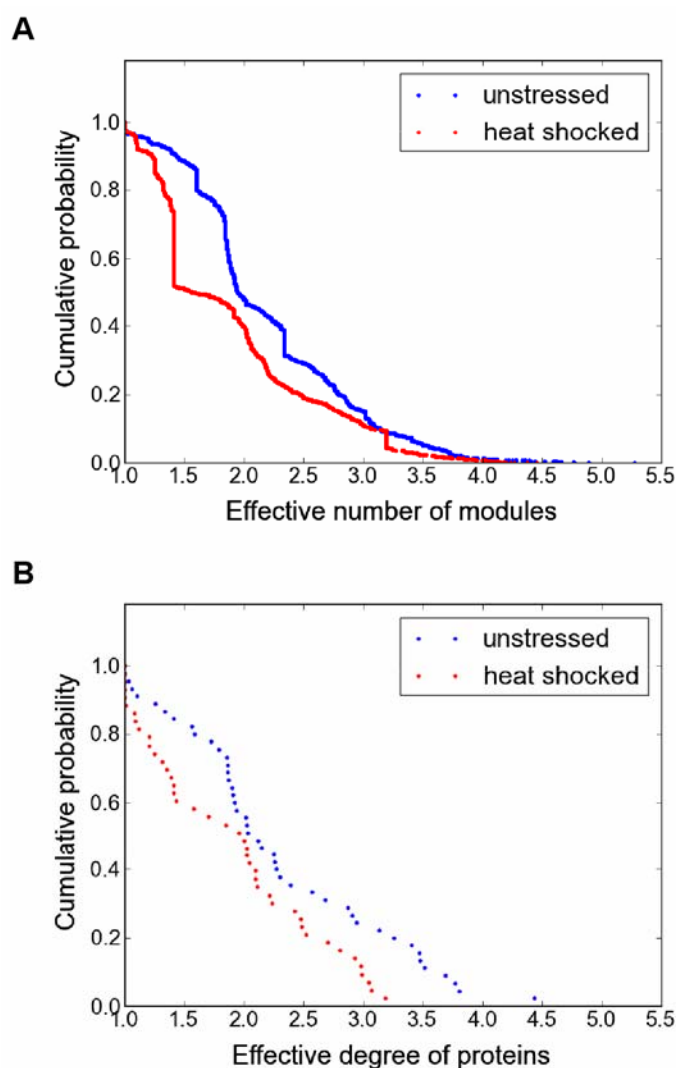 A
unstressed
heat shocked
Cumulative probability
1.0
0.8
0.6
0.4
0.2
0.0
1.0 1.5 2.0 2.5 3.0 3.5 4.0 4.5 5.0 5.5
Effective number of modules
B
unstressed
heat shocked
Cumulative probability
1.0
0.8
0.6
0.4
0.2
0.0
1.0 1.5 2.0 2.5 3.0 3.5 4.0 4.5 5.0 5.5
Effective degree of proteins